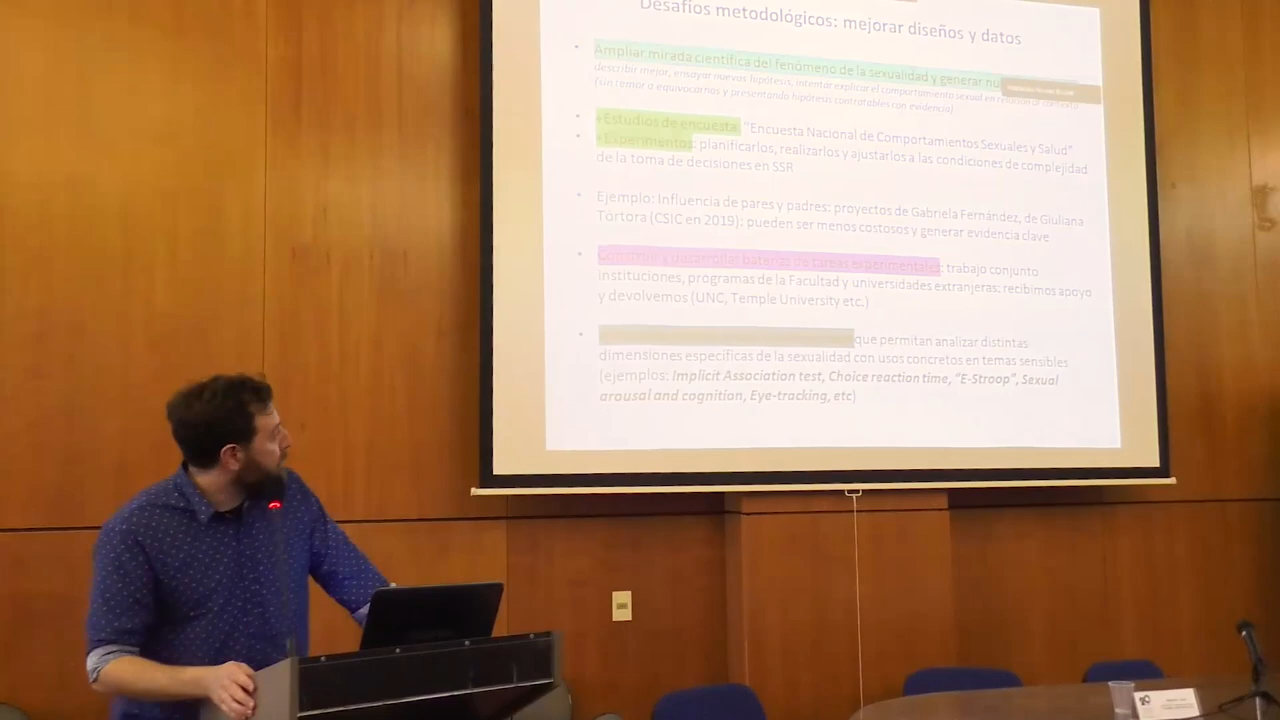 Desafíos metodológicos: mejorar diseños y datos
Ampliar mirada científica del fenómeno de la sexualidad y generar
describir mejor, ensayar nuevas hipótesis, intentar explicar el comportamiento sexual en relación al
(sin temor a equivocarnos y presentando hipótesis contrastables con evidencia)
+Estudios de encuesta: "Encuesta Nacional de Comportamientos Sexuales y Salud"
+Experimentos: planificarlos, realizarlos y ajustarlos a las condiciones de complejidad
de la toma de decisiones en SSR
Ejemplo: Influencia de pares y padres: proyectos de Gabriela Fernández, de Giuliana
Tórtora (CSIC en 2019): pueden ser menos costosos y generar evidencia clave
Construir y desarrollar baterías de tareas experimentales: trabajo conjunto
Instituciones, programas de la Facultad y universidades extranjeras: recibimos apoyo
y devolvemos (UNC, Temple University etc.)
que permitan analizar distintas
dimensiones específicas de la sexualidad con usos concretos en temas sensibles
(ejemplos: Implicit Association test, Choice reaction time, "E-Stroop", Sexual
arousal and cognition, Eye-tracking, etc)